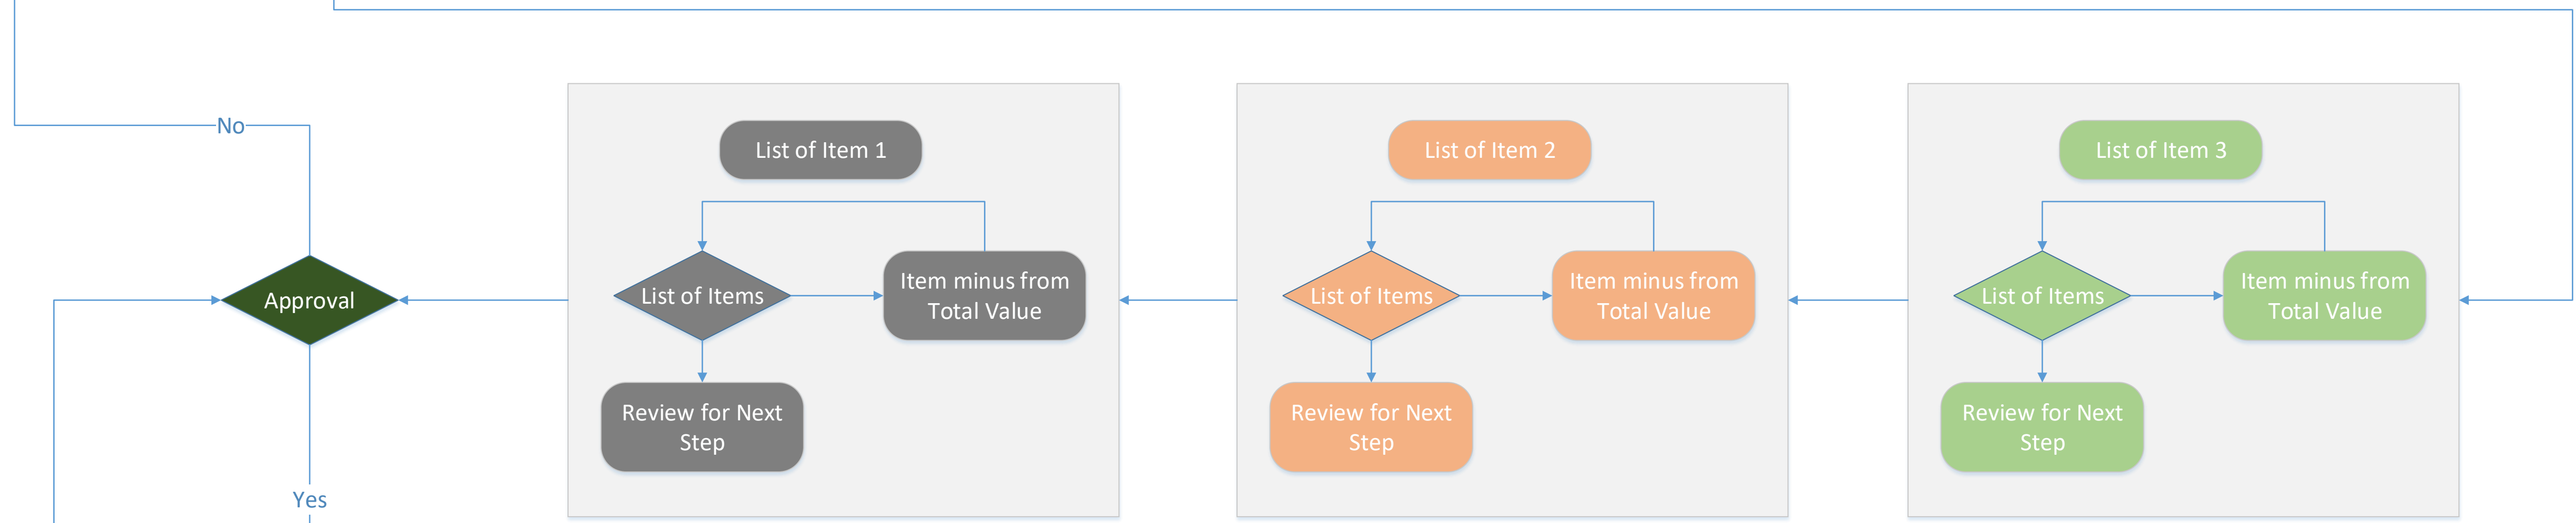 No
List of Item 1
List of Item 2
List of Item 3
Approval
List of Items
Item minus from
Total Value
List of Items
Item minus from
Total Value
List of Items
Item minus from
Total Value
Review for Next
Step
Review for Next
Step
Review for Next
Step
Yes